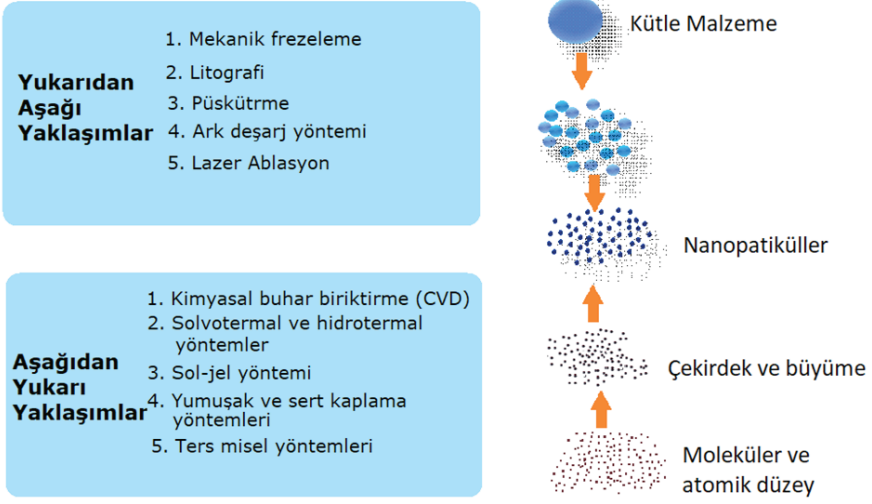 Yukarıdan
Aşağı
Yaklaşımlar
1. Mekanik frezeleme
2. Litografi
3. Püskütrme
4. Ark deşarj yöntemi
5. Lazer Ablasyon
Aşağıdan
Yukarı
Yaklaşımlar
1. Kimyasal buhar biriktirme (CVD)
2. Solvotermal ve hidrotermal
yöntemler
3. Sol-jel yöntemi
4. Yumuşak ve sert kaplama
yöntemleri
5. Ters misel yöntemleri
Kütle Malzeme
Nanopatiküller
Çekirdek ve büyüme
Moleküler ve
atomik düzey